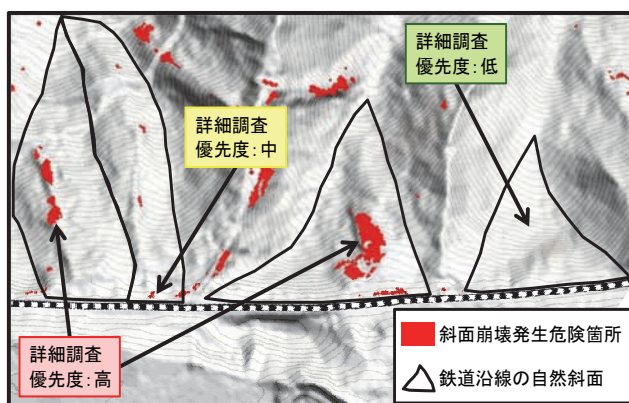 詳細調査
優先度:低
詳細調査
優先度:中
詳細調査
優先度:高
斜面崩壊発生危険箇所
鉄道沿線の自然斜面